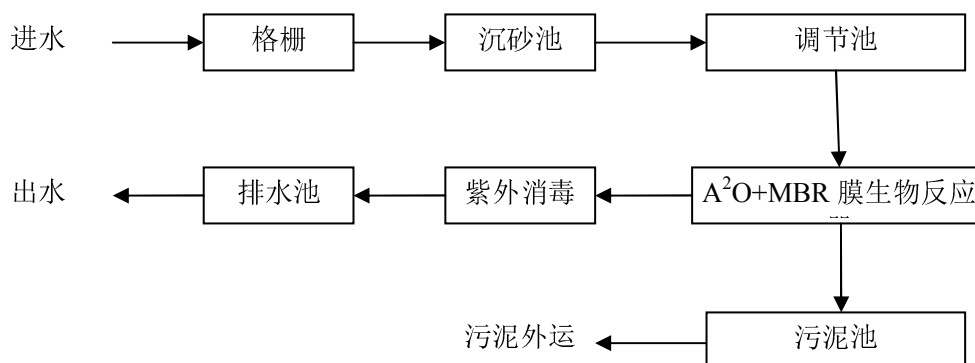 进水
格栅
沉砂池
调节池
出水
排水池
紫外消毒
A²O+MBR 膜生物反应
污泥外运
污泥池